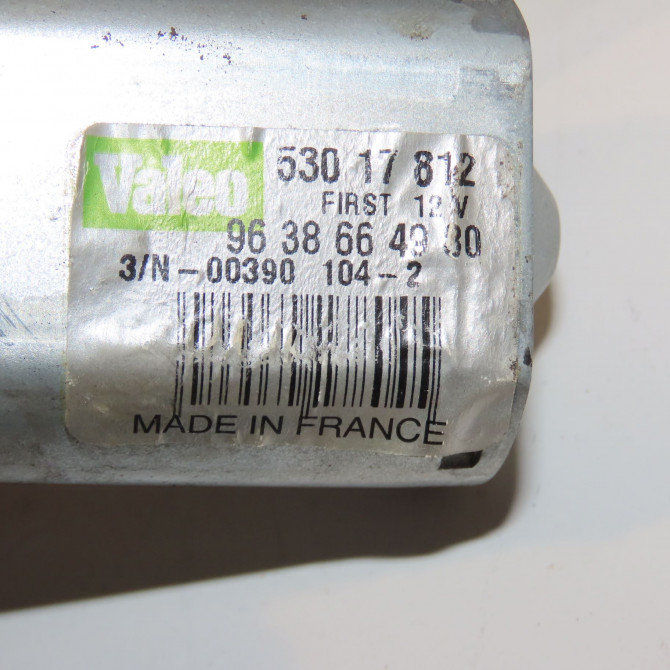 Valeo
530 17 812
FIRST 12 V
96 38 66 49 80
3/N-00390 104-2
MADE IN FRANCE